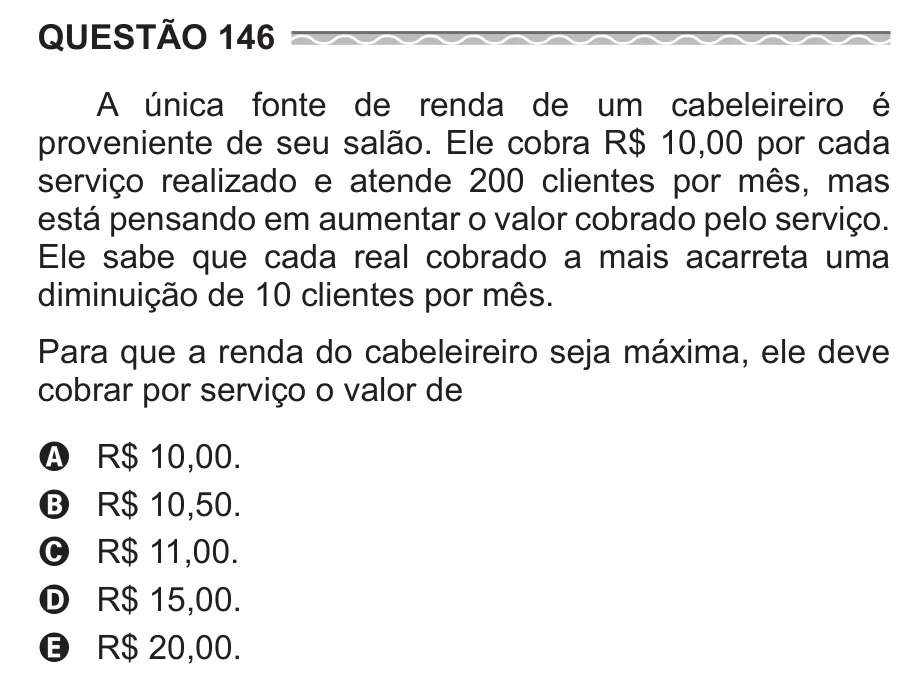 QUESTÃO 146
A única fonte de renda de um cabeleireiro é
proveniente de seu salão. Ele cobra R$ 10,00 por cada
serviço realizado e atende 200 clientes por mês, mas
está pensando em aumentar o valor cobrado pelo serviço.
Ele sabe que cada real cobrado a mais acarreta uma
diminuição de 10 clientes por mês.
Para que a renda do cabeleireiro seja máxima, ele deve
cobrar por serviço o valor de
A R$ 10,00.
B R$ 10,50.
C R$ 11,00.
D R$ 15,00.
E R$ 20,00.